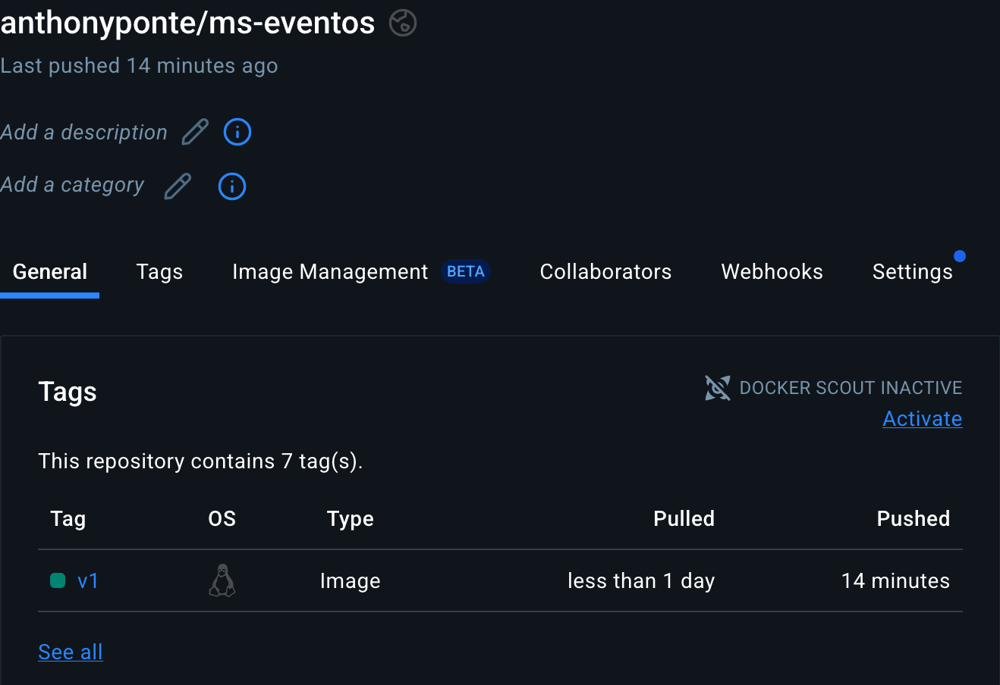 anthonyponte/ms-eventos
Last pushed 14 minutes ago
Add a description
Add a category
General Tags Image Management BETA Collaborators Webhooks Settings
Tags
DOCKER SCOUT INACTIVE
Activate
This repository contains 7 tag(s).
Tag OS Type Pulled Pushed
v1 Image less than 1 day 14 minutes
See all